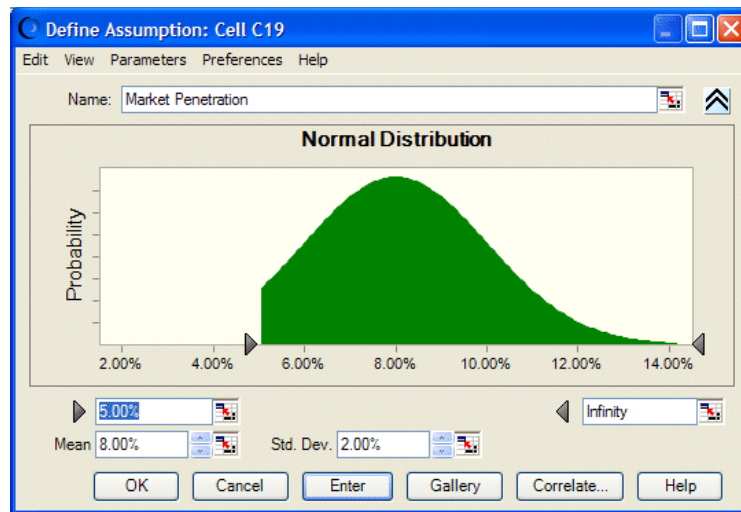 Define Assumption: Cell C19
Edit View Parameters Preferences Help
Name: Market Penetration
Normal Distribution
Probability
2.00% 4.00% 6.00% 8.00% 10.00% 12.00% 14.00%
5.00% Infinity
Mean 8.00% Std. Dev. 2.00%
OK Cancel Enter Gallery Correlate... Help